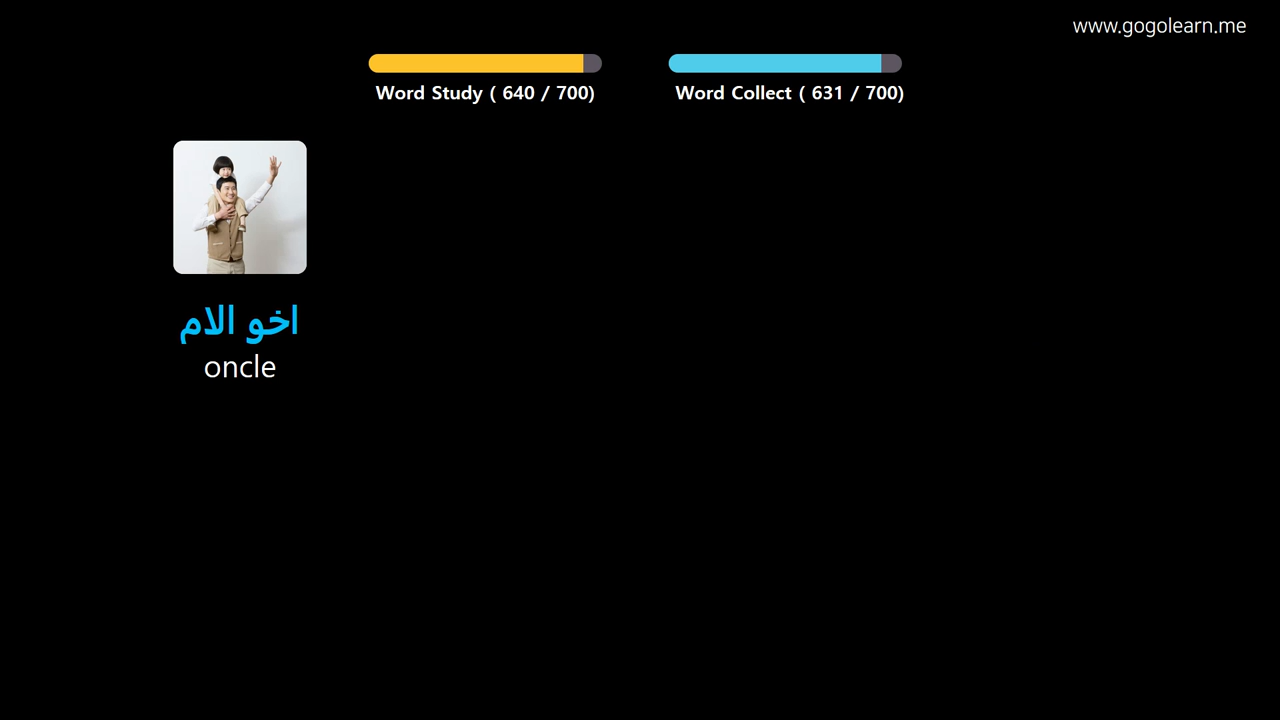 www.gogolearn.me
Word Study ( 640 / 700)
Word Collect ( 631 / 700)
اخو الام
oncle